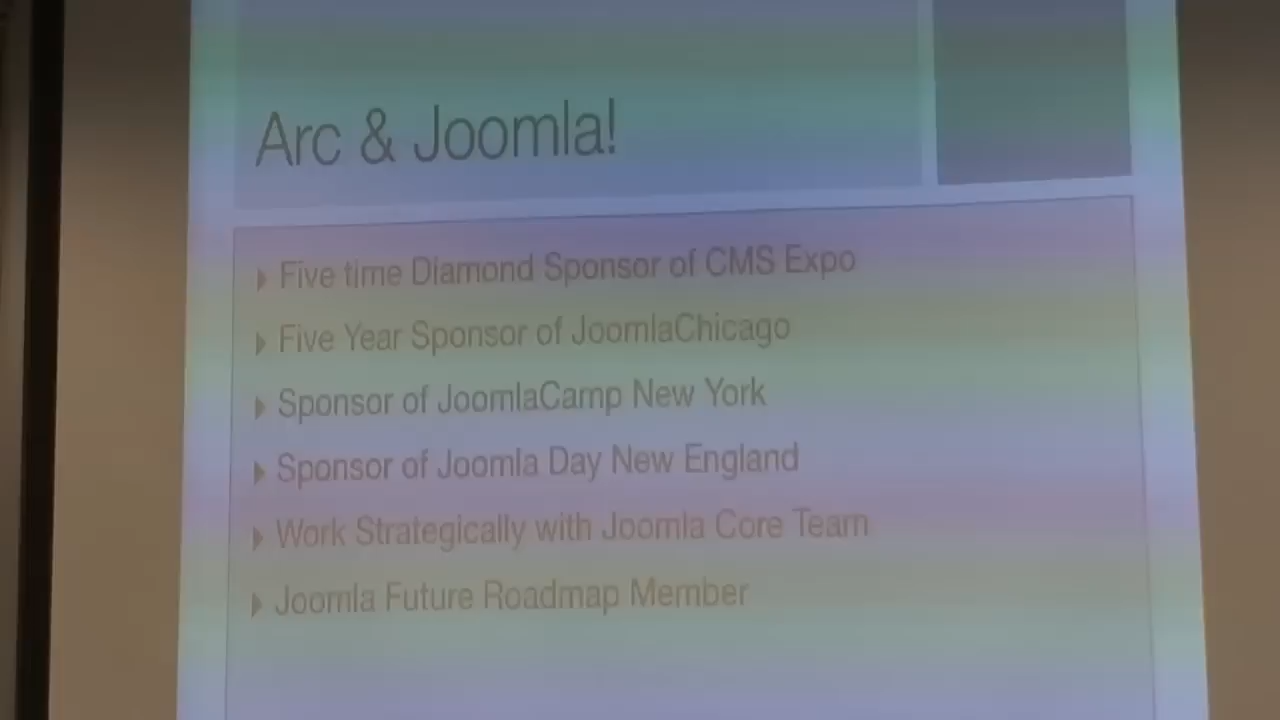 Arc & Joomla!
Five time Diamond Sponsor of CMS Expo
Five Year Sponsor of JoomlaChicago
Sponsor of JoomlaCamp New York
Sponsor of Joomla Day New England
Work Strategically with Joomla Core Team
Joomla Future Roadmap Member